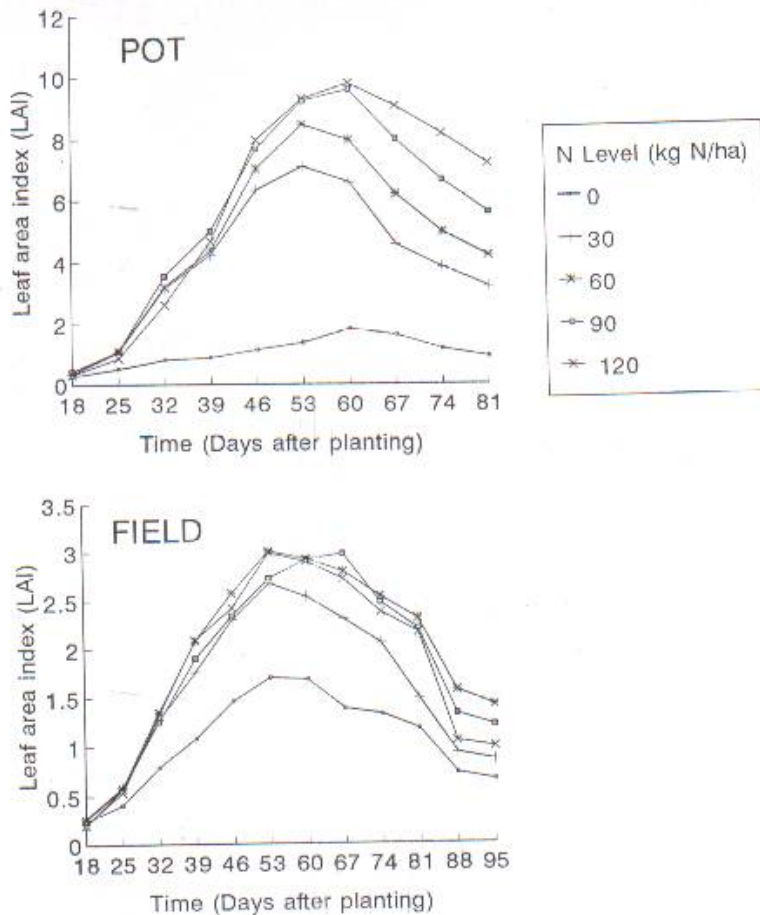 POT
Leaf area index (LAI)
12
10
8
6
4
2
0
18 25 32 39 46 53 60 67 74 81
Time (Days after planting)
N Level (kg N/ha)
0
30
60
90
120
FIELD
Leaf area index (LAI)
3.5
3
2.5
2
1.5
1
0.5
0
18 25 32 39 46 53 60 67 74 81 88 95
Time (Days after planting)